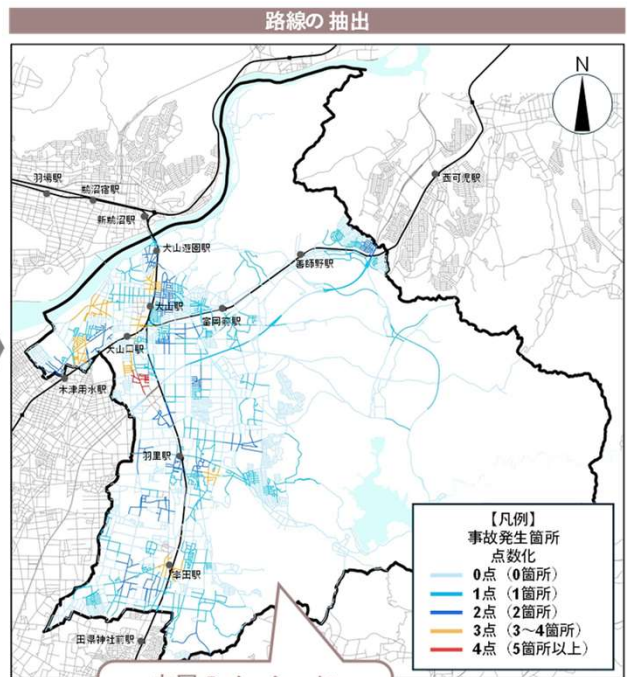 路線の抽出
N
羽場駅
鵜沼宿駅
新鵜沼駅
西可児駅
犬山遊園駅
善師野駅
犬山駅
富岡前駅
犬山口駅
木津用水駅
羽黒駅
楽田駅
田県神社前駅
【凡例】
事故発生箇所
点数化
0点(0箇所)
1点(1箇所)
2点(2箇所)
3点(3~4箇所)
4点(5箇所以上)